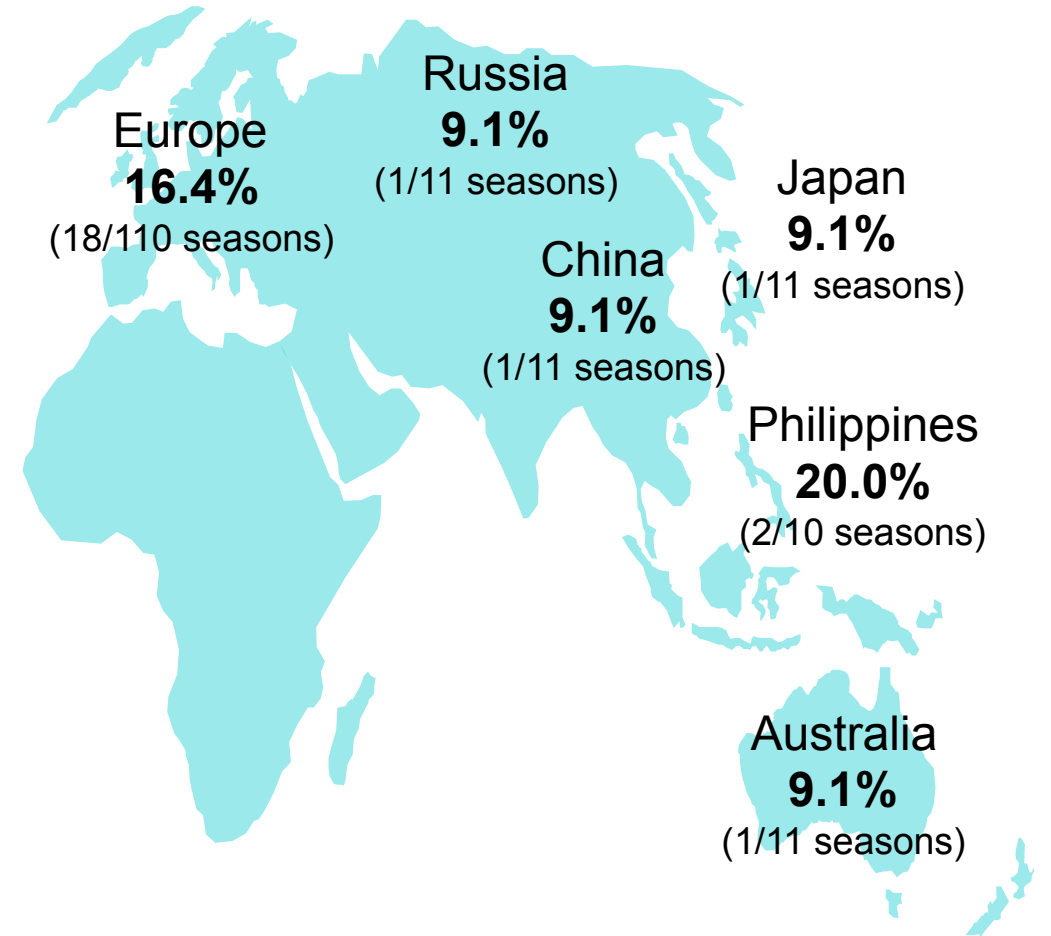 Russia
9.1%
(1/11 seasons)
Europe
16.4%
(18/110 seasons)
Japan
9.1%
(1/11 seasons)
China
9.1%
(1/11 seasons)
Philippines
20.0%
(2/10 seasons)
Australia
9.1%
(1/11 seasons)